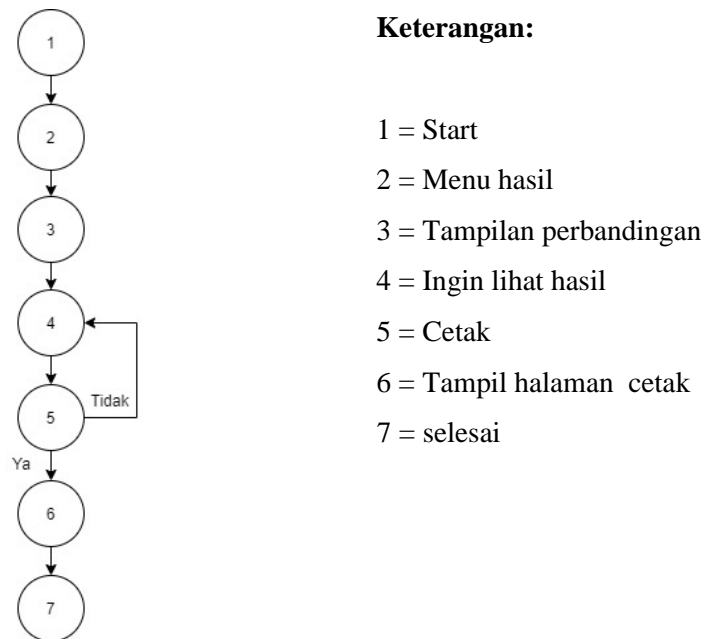 1
2
3
4
5
Tidak
Ya
6
7
Keterangan:
1 = Start
2 = Menu hasil
3 = Tampilan perbandingan
4 = Ingin lihat hasil
5 = Cetak
6 = Tampil halaman  cetak
7 = selesai